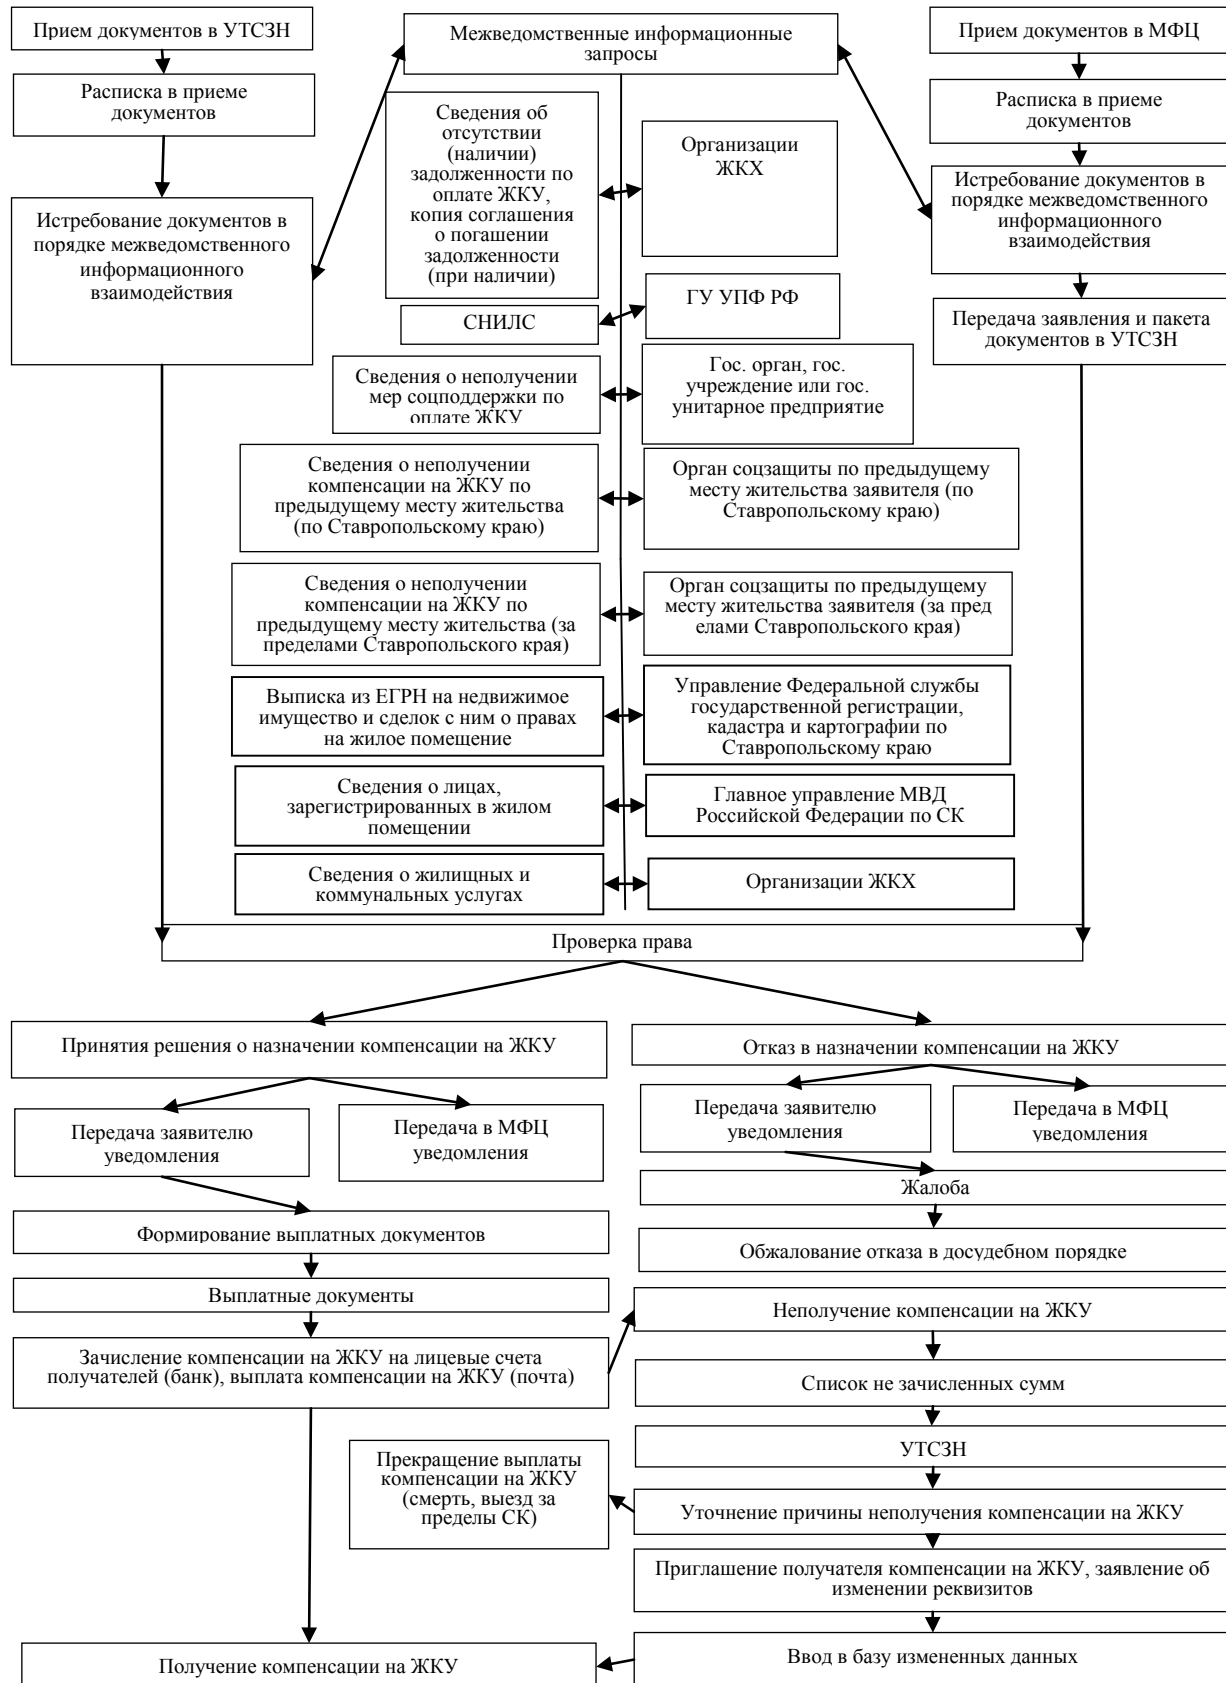 Прием документов в УТСЗН
Межведомственные информационные
запросы
Прием документов в МФЦ
Расписка в приеме
документов
Расписка в приеме
документов
Истребование документов в
порядке межведомственного
информационного
взаимодействия
Истребование документов в
порядке межведомственного
информационного
взаимодействия
Передача заявления и пакета
документов в УТСЗН
Сведения об
отсутствии
(наличии)
задолженности по
оплате ЖКУ,
копия соглашения
о погашении
задолженности
(при наличии)
Организации
ЖКХ
СНИЛС
ГУ УПФ РФ
Сведения о неполучении
мер соцподдержки по
оплате ЖКУ
Гос. орган, гос.
учреждение или гос.
унитарное предприятие
Сведения о неполучении
компенсации на ЖКУ по
предыдущему месту жительства
(по Ставропольскому краю)
Орган соцзащиты по предыдущему
месту жительства заявителя (по
Ставропольскому краю)
Сведения о неполучении
компенсации на ЖКУ по
предыдущему месту жительства (за
пределами Ставропольского края)
Орган соцзащиты по предыдущему
месту жительства заявителя (за пред
елами Ставропольского края)
Выписка из ЕГРН на недвижимое
имущество и сделок с ним о правах
на жилое помещение
Управление Федеральной службы
государственной регистрации,
кадастра и картографии по
Ставропольскому краю
Сведения о лицах,
зарегистрированных в жилом
помещении
Главное управление МВД
Российской Федерации по СК
Сведения о жилищных и
коммунальных услугах
Организации ЖКХ
Проверка права
Принятия решения о назначении компенсации на ЖКУ
Отказ в назначении компенсации на ЖКУ
Передача заявителю
уведомления
Передача в МФЦ
уведомления
Передача заявителю
уведомления
Передача в МФЦ
уведомления
Жалоба
Формирование выплатных документов
Обжалование отказа в досудебном порядке
Выплатные документы
Неполучение компенсации на ЖКУ
Зачисление компенсации на ЖКУ на лицевые счета
получателей (банк), выплата компенсации на ЖКУ (почта)
Список не зачисленных сумм
УТСЗН
Прекращение выплаты
компенсации на ЖКУ
(смерть, выезд за
пределы СК)
Уточнение причины неполучения компенсации на ЖКУ
Приглашение получателя компенсации на ЖКУ, заявление об
изменении реквизитов
Получение компенсации на ЖКУ
Ввод в базу измененных данных